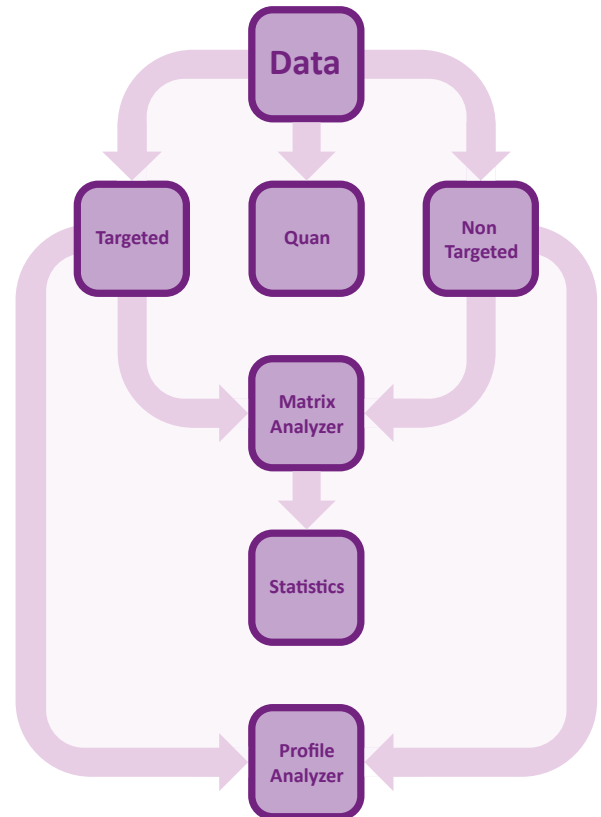 Data
Targeted
Quan
Non
Targeted
Matrix
Analyzer
Statistics
Profile
Analyzer